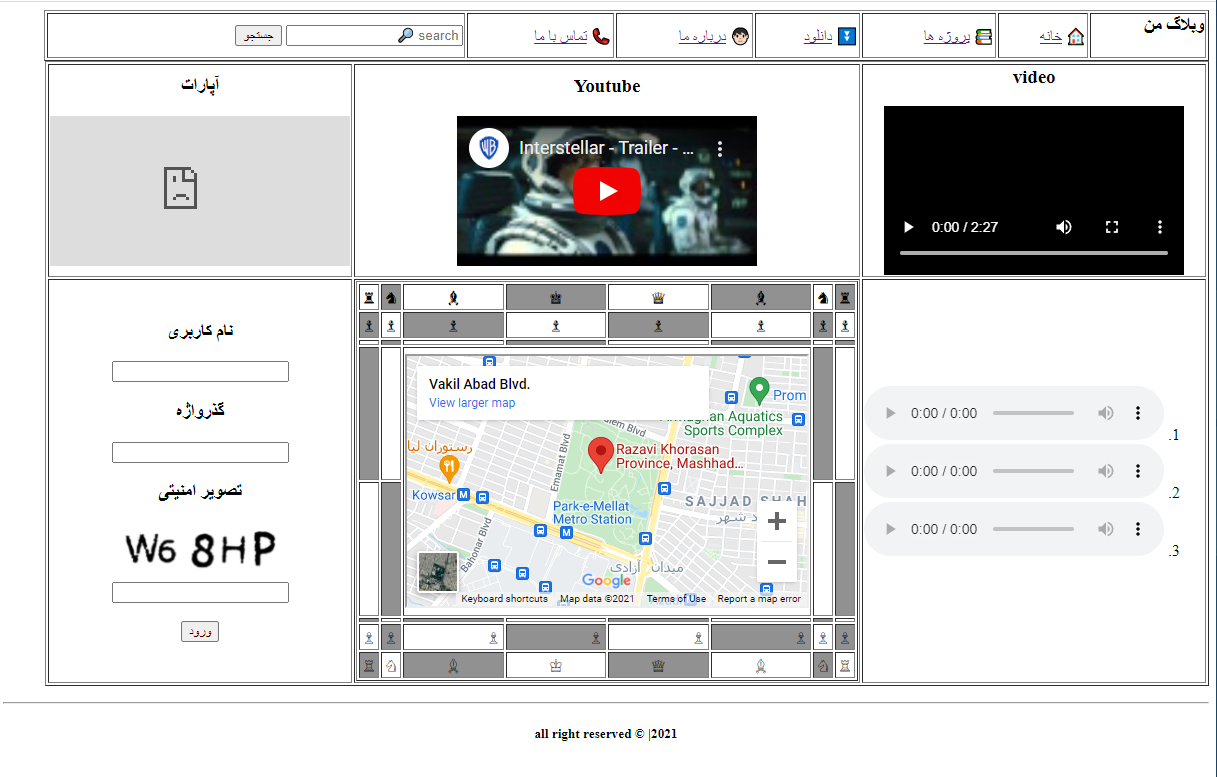 وبلاگ من
خانه
پروژه ها
دانلود
درباره ما
تماس با ما
search
جستجو
video
0:00 / 2:27
Youtube
Interstellar - Trailer - ...
آپارات
0:00 / 0:00
.1
0:00 / 0:00
.2
0:00 / 0:00
.3
Vakil Abad Blvd.
View larger map
Prom
Aquatics
Sports Complex
Blvd
رستوران
Emamat Blvd
Razavi Khorasan
Province, Mashhad...
Kowsar
Park-e-Mellat
Metro Station
SAJJAD SHAH
د شهر
Bahonar Blvd
میدان آزادی
Google
Keyboard shortcuts
Map data ©2021
Terms of Use
Report a map error
نام کاربری
گذرواژه
تصویر امنیتی
W6 8HP
ورود
all right reserved © |2021